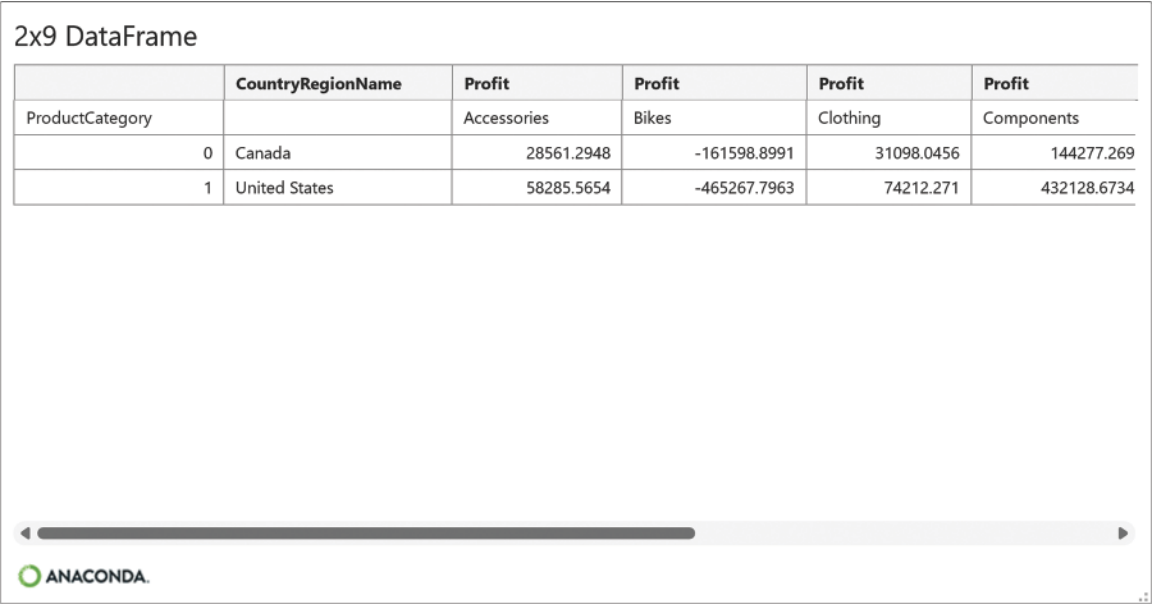 2x9 DataFrame
CountryRegionName Profit Profit Profit Profit
ProductCategory Accessories Bikes Clothing Components
0 Canada 28561.2948 -161598.8991 31098.0456 144277.269
1 United States 58285.5654 -465267.7963 74212.271 432128.6734
ANACONDA.